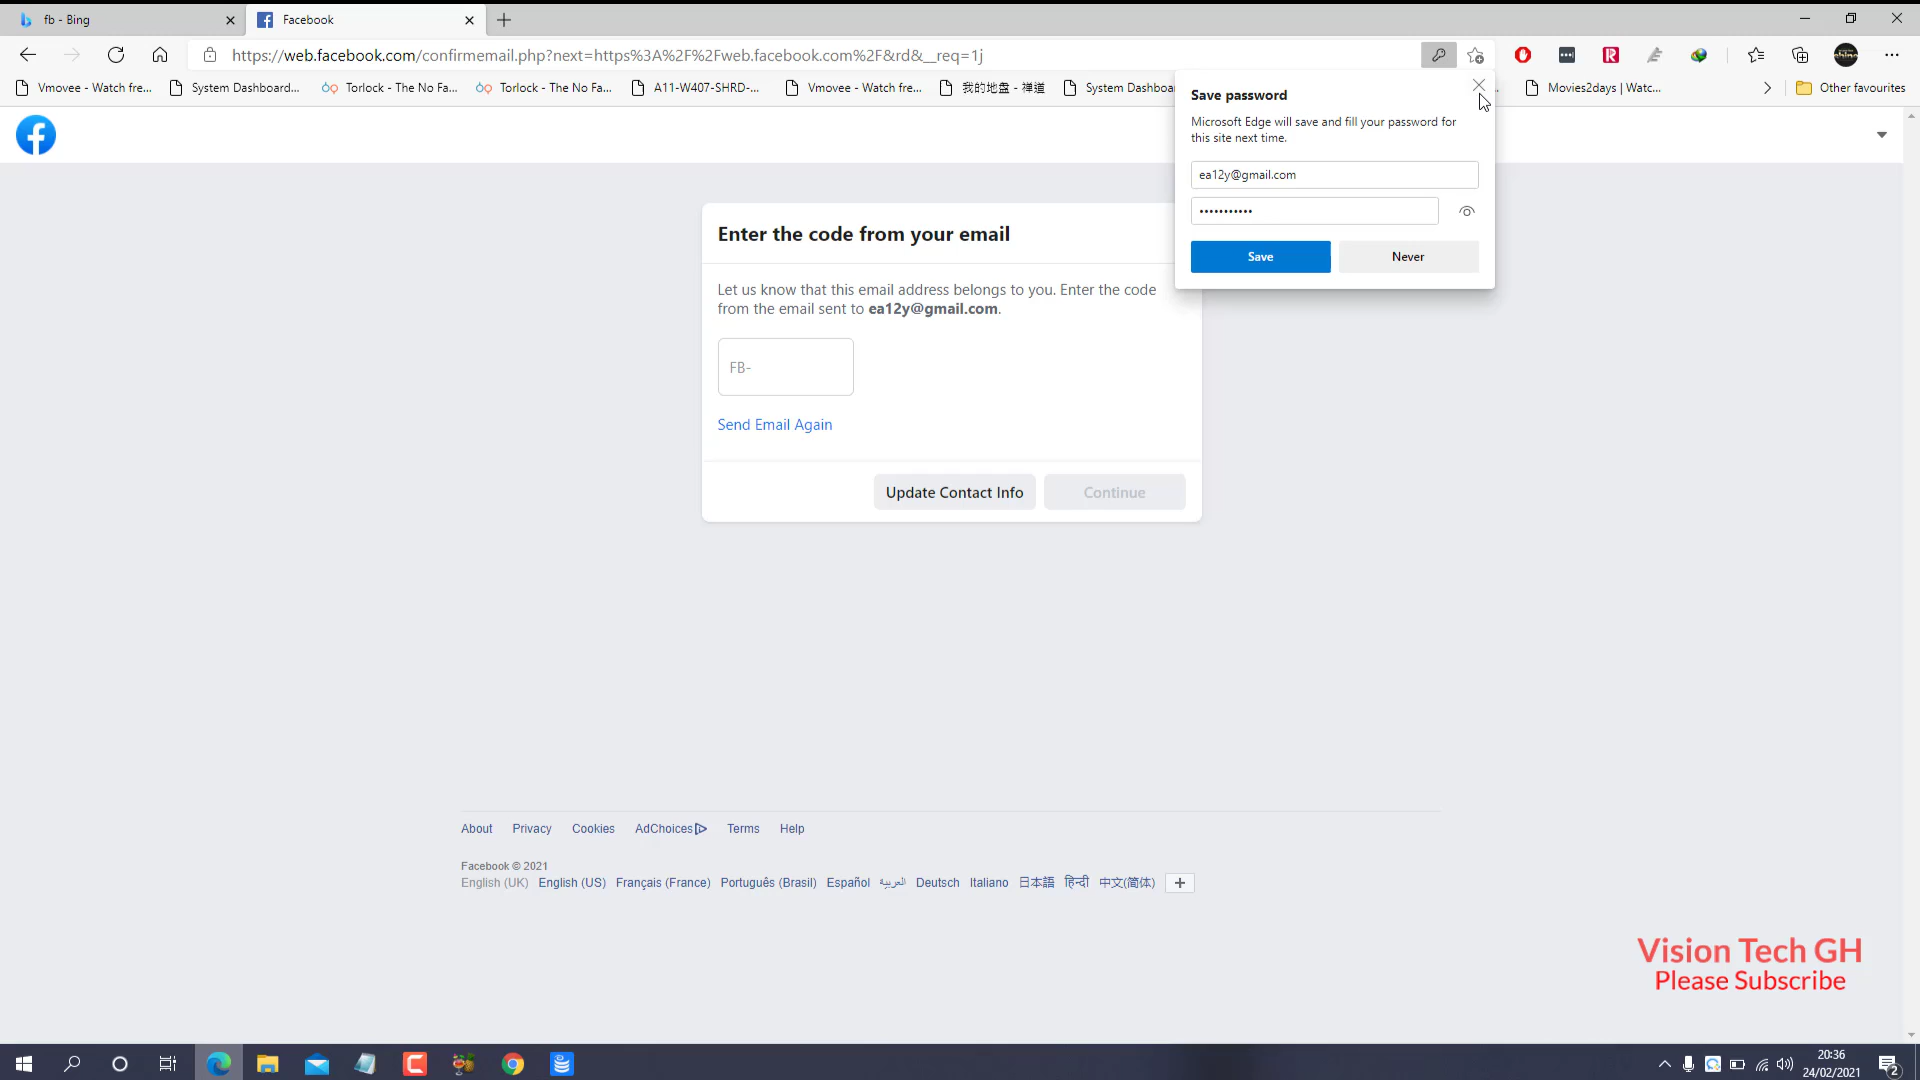 fb - Bing
Facebook
https://web.facebook.com/confirmemail.php?next=https%3A%2F%2Fweb.facebook.com%2F&rd&__req=1j
Vmovee - Watch fre...
System Dashboard...
Torlock - The No Fa...
Torlock - The No Fa...
A11-W407-SHRD-...
Vmovee - Watch fre...
我的地盘 - 禅道
System Dashboa
Movies2days | Watc...
Other favourites
Save password
Microsoft Edge will save and fill your password for
this site next time.
ea12y@gmail.com
•••••••••••
Save
Never
Enter the code from your email
Let us know that this email address belongs to you. Enter the code
from the email sent to ea12y@gmail.com.
FB-
Send Email Again
Update Contact Info
Continue
About
Privacy
Cookies
AdChoices
Terms
Help
Facebook © 2021
English (UK) English (US) Français (France) Português (Brasil) Español العربية Deutsch Italiano 日本語 हिन्दी 中文(简体) +
Vision Tech GH
Please Subscribe
20:36
24/02/2021
2